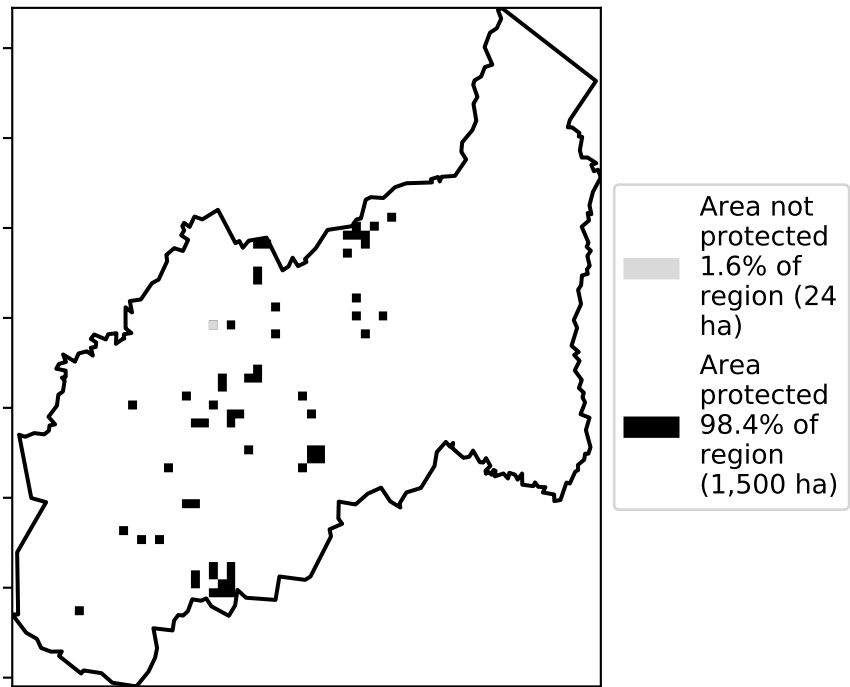 Area not
protected
1.6% of
region (24
ha)
Area
protected
98.4% of
region
(1,500 ha)